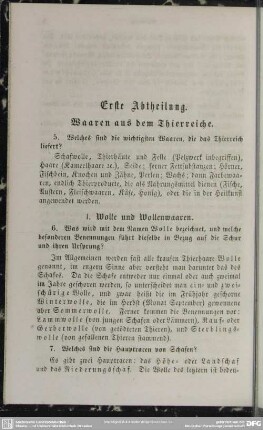 Erste Abtheilung.
Waaren aus dem Thierreiche.
5. Welches sind die wichtigsten Waaren, die das Thierreich
liefert?
Schafwolle, Thierhäute und Felle (Pelzwerk inbegriffen),
Haare (Kameelhaare ꝛc.), Seide; ferner Fettsubstanzen; Hörner,
Fischbein, Knochen und Zähne, Perlen; Wachs; dann Farbwaa-
ren, endlich Thierprodukte, die als Nahrungsmittel dienen (Fische,
Austern, Fleischwaaren, Käse, Honig), oder die in der Heilkunst
angewendet werden.
1. Wolle und Wollenwaaren.
6. Was wird mit dem Namen Wolle bezeichnet, und welche
besonderen Benennungen führt dieselbe in Bezug auf die Schur
und ihren Ursprung?
Im Allgemeinen werden fast alle krausen Thierhaare Wolle
genannt, im engern Sinne aber versteht man darunter das des
Schafes. Da die Schafe entweder nur einmal oder auch zweimal
im Jahre geschoren werden, so unterscheidet man ein= und zwei-
schürige Wolle, und zwar heißt die im Frühjahr geschorne
Winterwolle, die im Herbst (Monat September) gewonnene
aber Sommerwolle. Ferner kommen die Benennungen vor:
Lammwolle (von jungen Schafen oder Lämmern), Rauf= oder
Gerberwolle (von getödteten Thieren), und Sterblings-
wolle (von gefallenen Thieren stammend).
7. Welches sind die Hauptracen von Schafen?
Es gibt zwei Hauptracen: das Höhe= oder Landschaf
und das Niederungsschaf. Die Wolle des letztern ist bedeu-
DFG